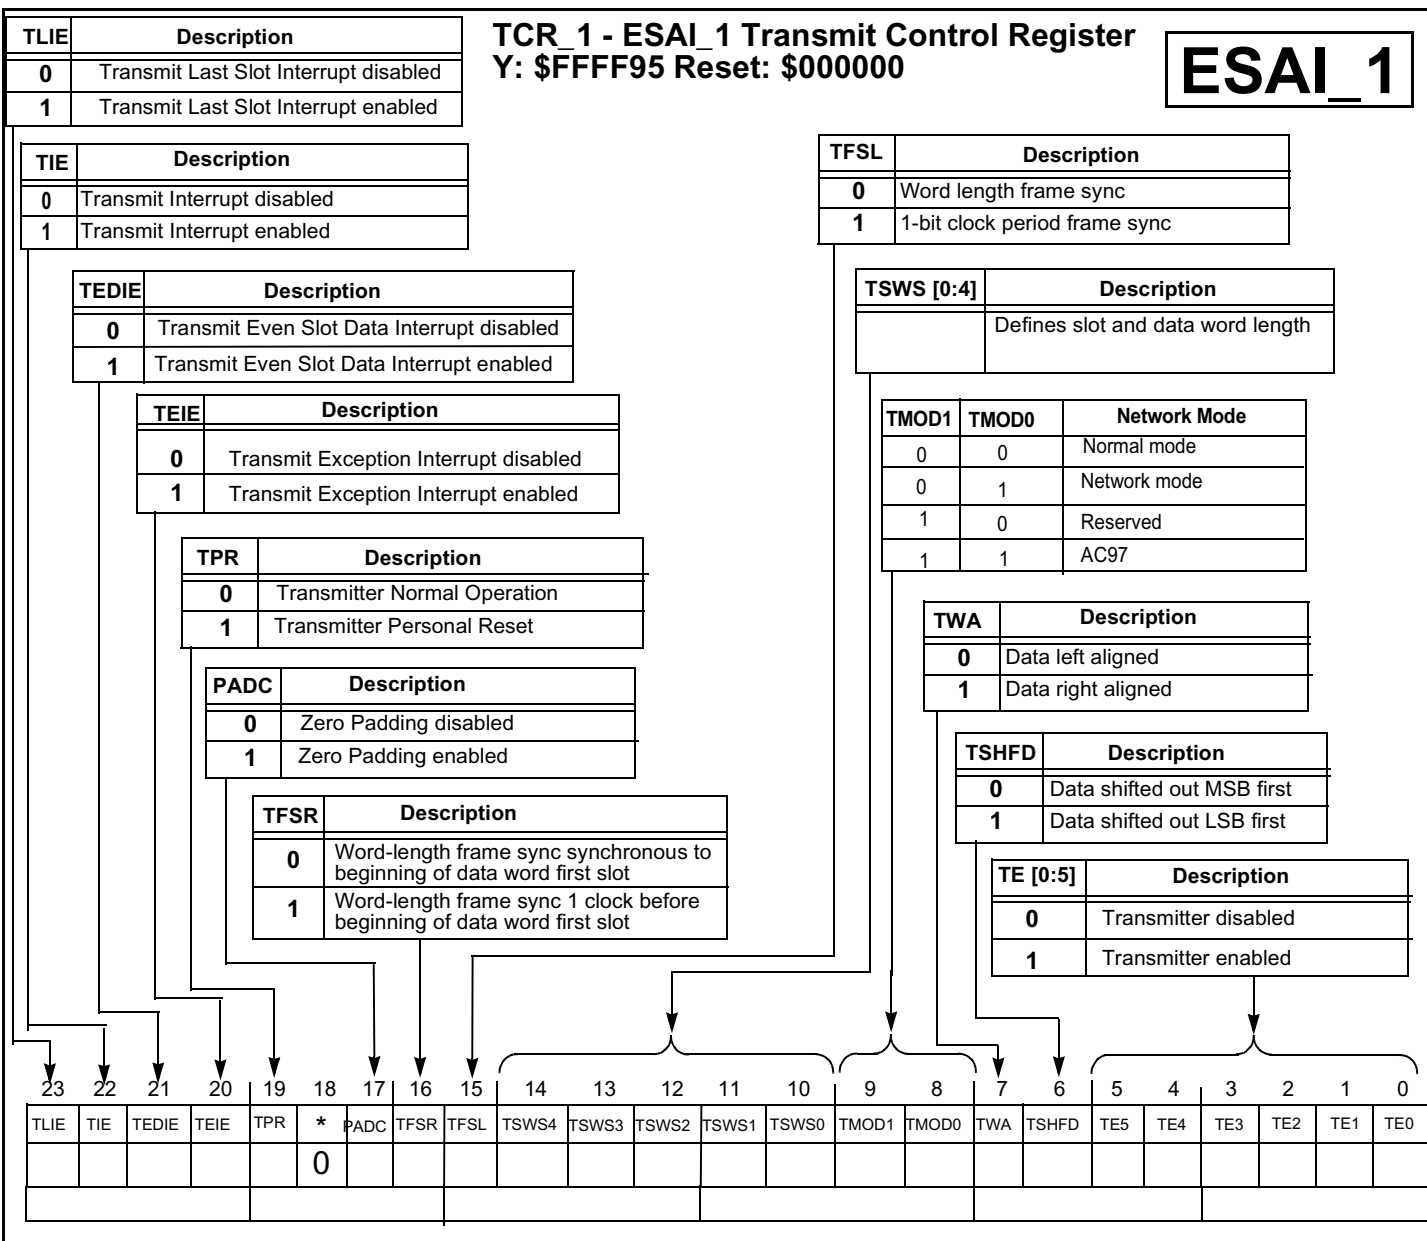 TCR_1 - ESAI_1 Transmit Control Register
Y: $FFFF95 Reset: $000000
ESAI_1
TLIE Description
0 Transmit Last Slot Interrupt disabled
1 Transmit Last Slot Interrupt enabled
TIE Description
0 Transmit Interrupt disabled
1 Transmit Interrupt enabled
TEDIE Description
0 Transmit Even Slot Data Interrupt disabled
1 Transmit Even Slot Data Interrupt enabled
TEIE Description
0 Transmit Exception Interrupt disabled
1 Transmit Exception Interrupt enabled
TPR Description
0 Transmitter Normal Operation
1 Transmitter Personal Reset
PADC Description
0 Zero Padding disabled
1 Zero Padding enabled
TFSR Description
0 Word-length frame sync synchronous to
beginning of data word first slot
1 Word-length frame sync 1 clock before
beginning of data word first slot
TFSL Description
0 Word length frame sync
1 1-bit clock period frame sync
TSWS [0:4] Description
Defines slot and data word length
TMOD1 TMOD0 Network Mode
0 0 Normal mode
0 1 Network mode
1 0 Reserved
1 1 AC97
TWA Description
0 Data left aligned
1 Data right aligned
TSHFD Description
0 Data shifted out MSB first
1 Data shifted out LSB first
TE [0:5] Description
0 Transmitter disabled
1 Transmitter enabled
23 22 21 20 19 18 17 16 15 14 13 12 11 10 9 8 7 6 5 4 3 2 1 0
TLIE TIE TEDIE TEIE TPR * PADC TFSR TFSL TSWS4 TSWS3 TSWS2 TSWS1 TSWS0 TMOD1 TMOD0 TWA TSHFD TE5 TE4 TE3 TE2 TE1 TE0
0